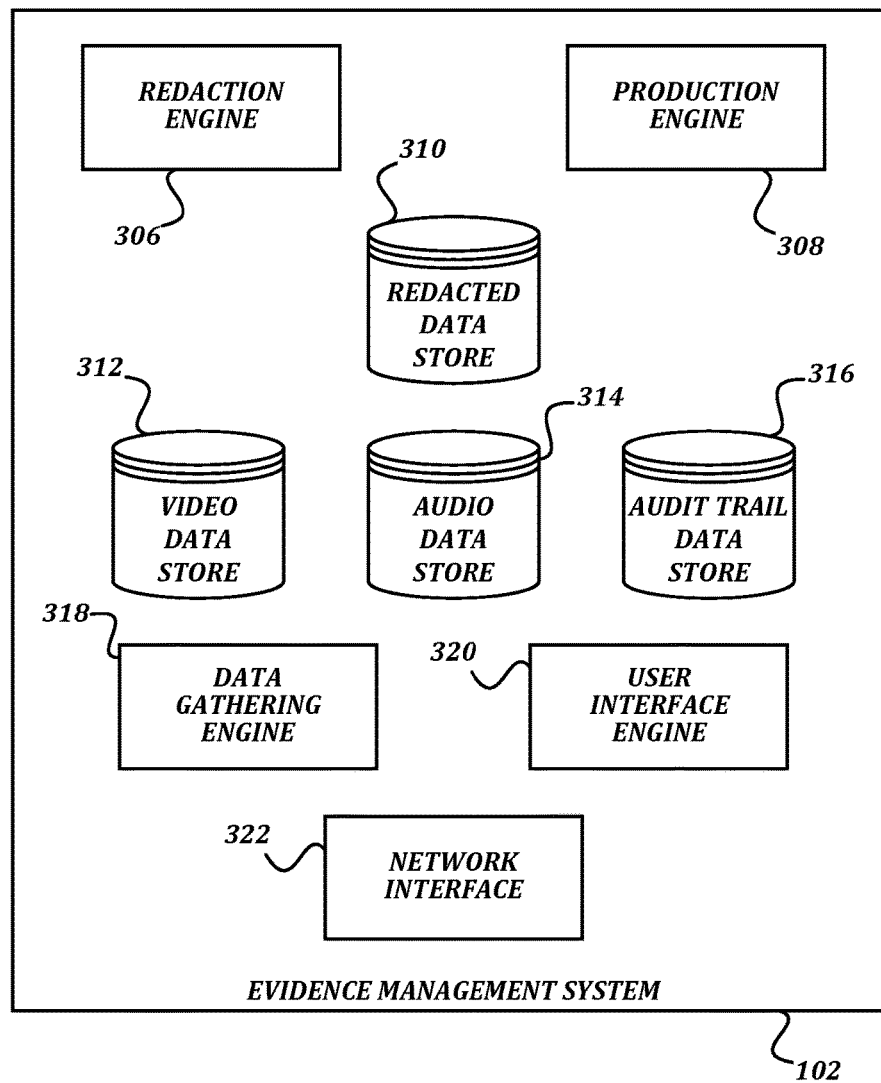 REDACTION
ENGINE
306
PRODUCTION
ENGINE
308
310
REDACTED
DATA
STORE
312
VIDEO
DATA
STORE
314
AUDIO
DATA
STORE
316
AUDIT TRAIL
DATA
STORE
318
DATA
GATHERING
ENGINE
320
USER
INTERFACE
ENGINE
322
NETWORK
INTERFACE
EVIDENCE MANAGEMENT SYSTEM
102